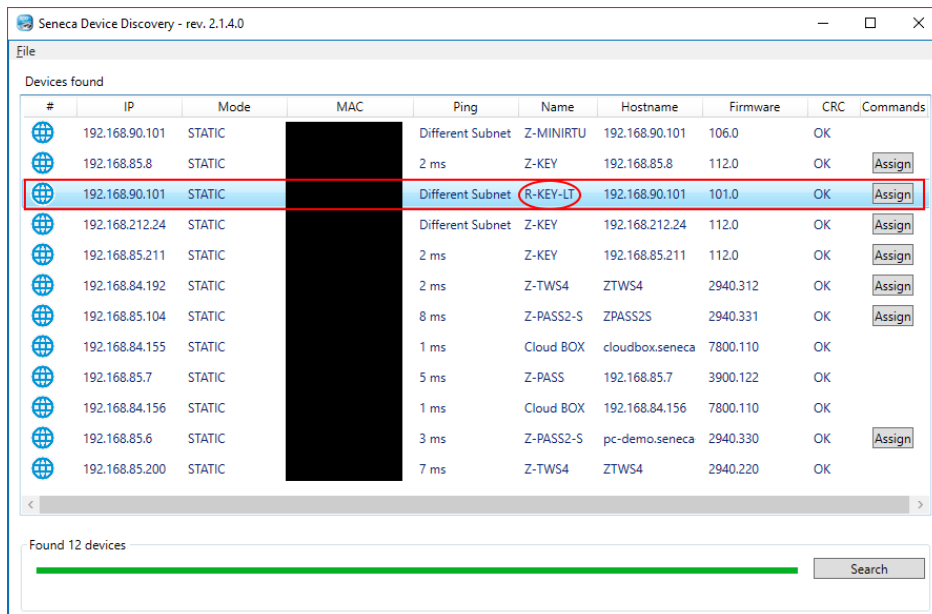 Seneca Device Discovery - rev. 2.1.4.0
File
Devices found
# IP Mode MAC Ping Name Hostname Firmware CRC Commands
192.168.90.101 STATIC Different Subnet Z-MINIRTU 192.168.90.101 106.0 OK
192.168.85.8 STATIC 2 ms Z-KEY 192.168.85.8 112.0 OK Assign
192.168.90.101 STATIC Different Subnet R-KEY-LT 192.168.90.101 101.0 OK Assign
192.168.212.24 STATIC Different Subnet Z-KEY 192.168.212.24 112.0 OK Assign
192.168.85.211 STATIC 2 ms Z-KEY 192.168.85.211 112.0 OK Assign
192.168.84.192 STATIC 2 ms Z-TWS4 ZTWS4 2940.312 OK Assign
192.168.85.104 STATIC 8 ms Z-PASS2-S ZPASS2S 2940.331 OK Assign
192.168.84.155 STATIC 1 ms Cloud BOX cloudbox.seneca 7800.110 OK
192.168.85.7 STATIC 5 ms Z-PASS 192.168.85.7 3900.122 OK
192.168.84.156 STATIC 1 ms Cloud BOX 192.168.84.156 7800.110 OK
192.168.85.6 STATIC 3 ms Z-PASS2-S pc-demo.seneca 2940.330 OK Assign
192.168.85.200 STATIC 7 ms Z-TWS4 ZTWS4 2940.220 OK
Found 12 devices
Search